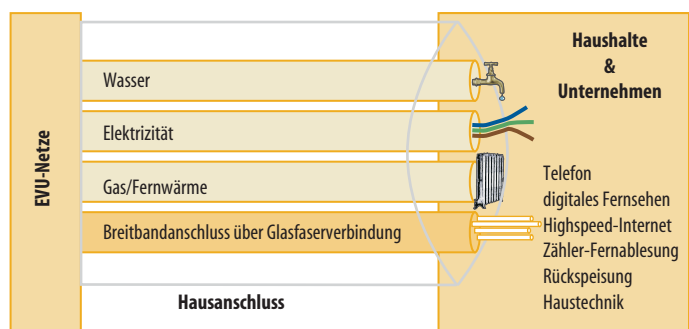 EVU-Netze
Wasser
Elektrizität
Gas/Fernwärme
Breitbandanschluss über Glasfaserverbindung
Hausanschluss
Haushalte
&
Unternehmen
Telefon
digitales Fernsehen
Highspeed-Internet
Zähler-Fernablesung
Rückspeisung
Haustechnik